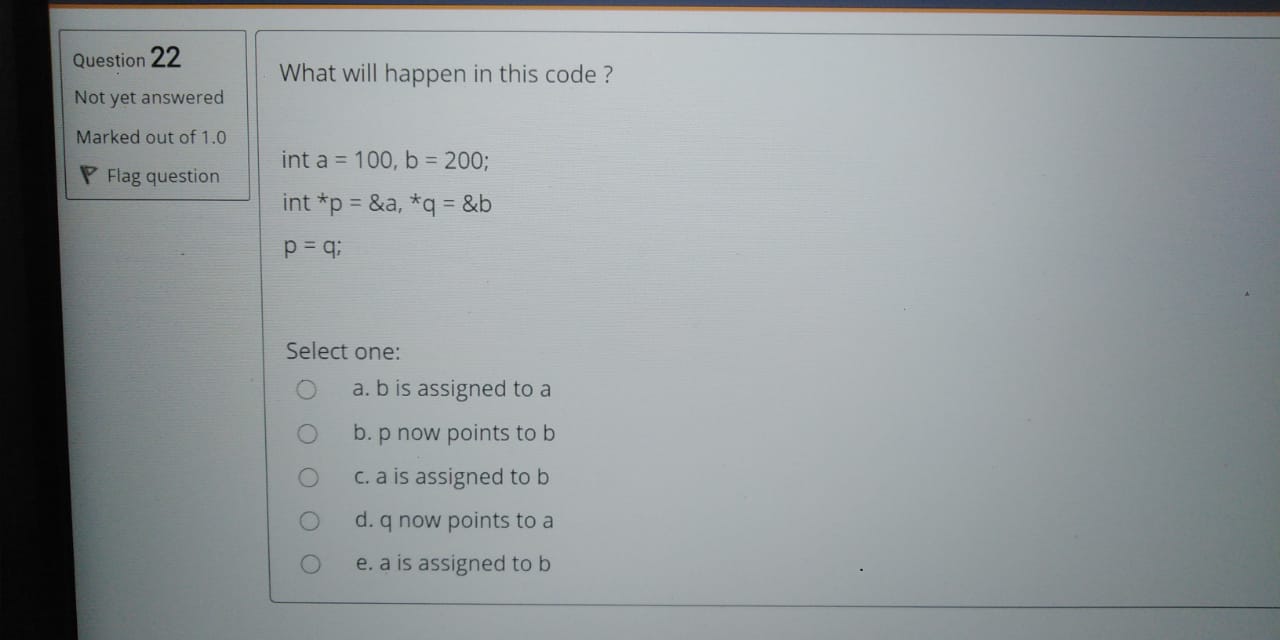 Question 22
Not yet answered
Marked out of 1.0
Flag question
What will happen in this code ?
int a = 100, b = 200;
int *p = &a, *q = &b
p = q;
Select one:
a. b is assigned to a
b. p now points to b
c. a is assigned to b
d. q now points to a
e. a is assigned to b